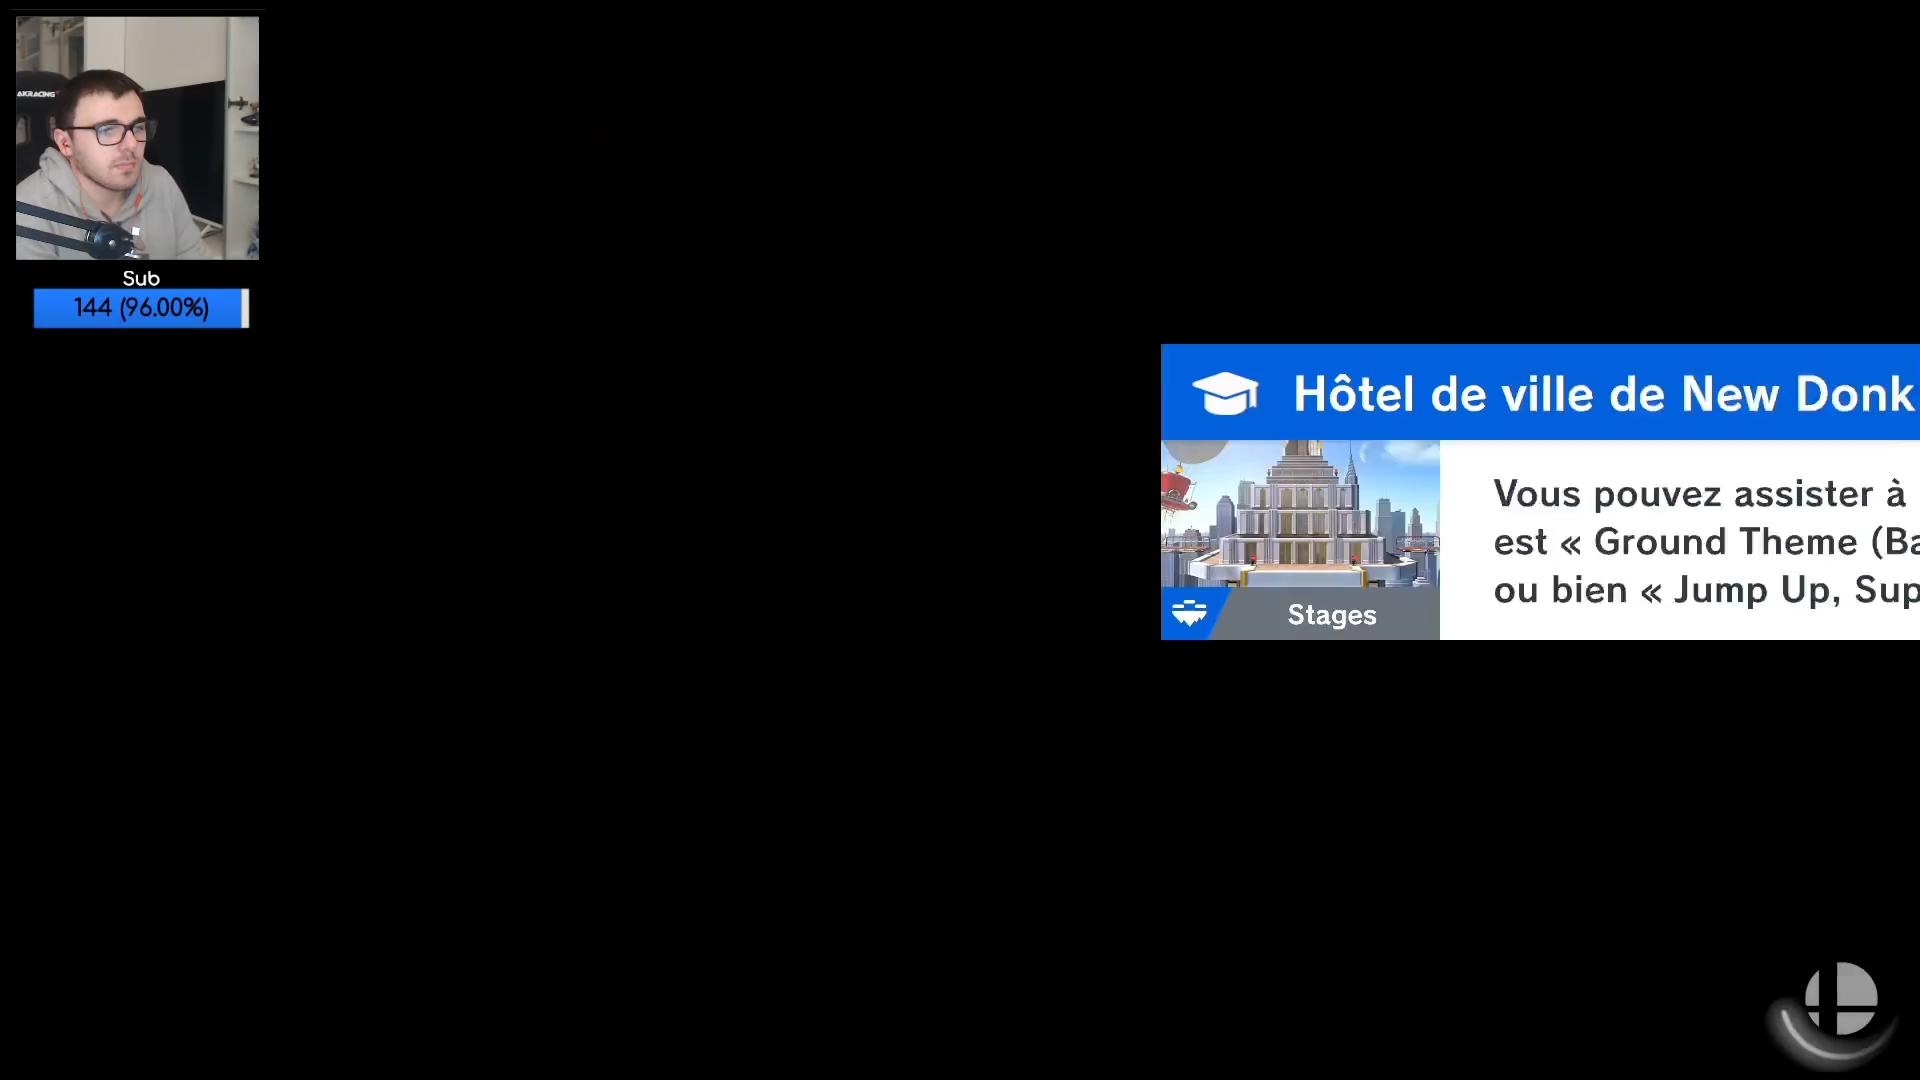 AKRACING
Sub
144 (96.00%)
Hôtel de ville de New Donk
Vous pouvez assister à
est « Ground Theme (Ba
ou bien « Jump Up, Sup
Stages